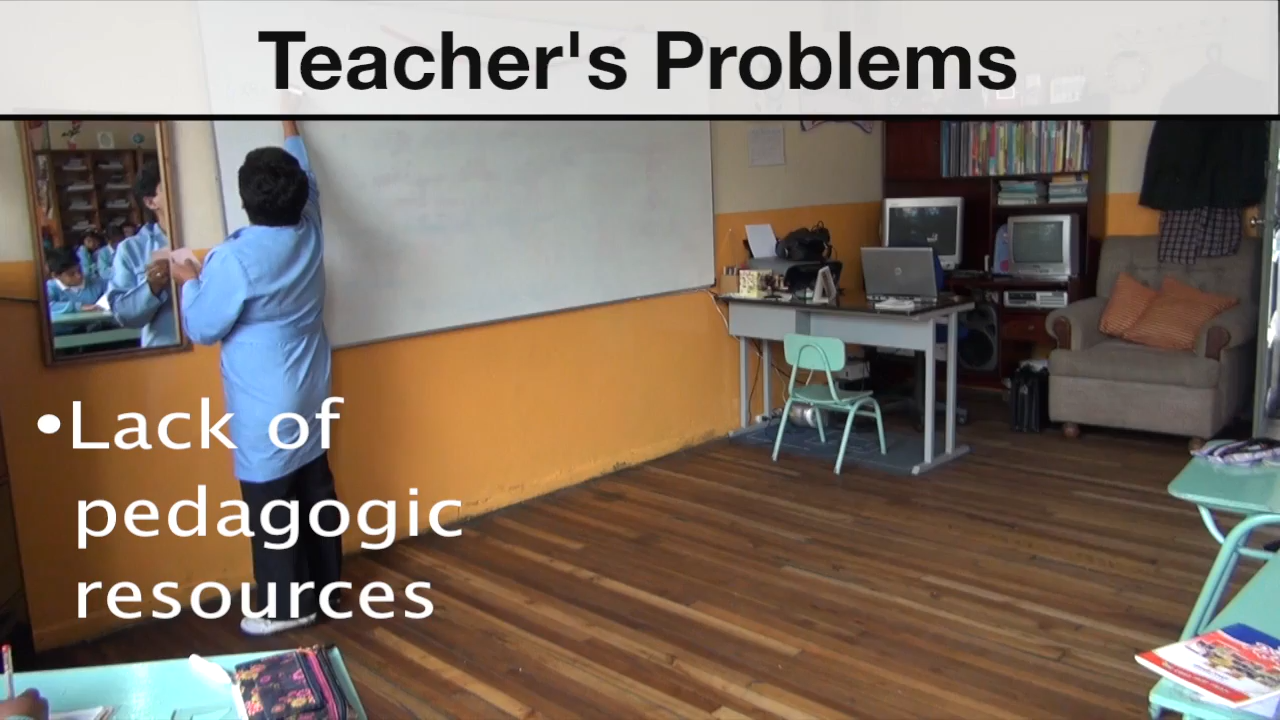 Teacher's Problems
•Lack of
pedagogic
resources